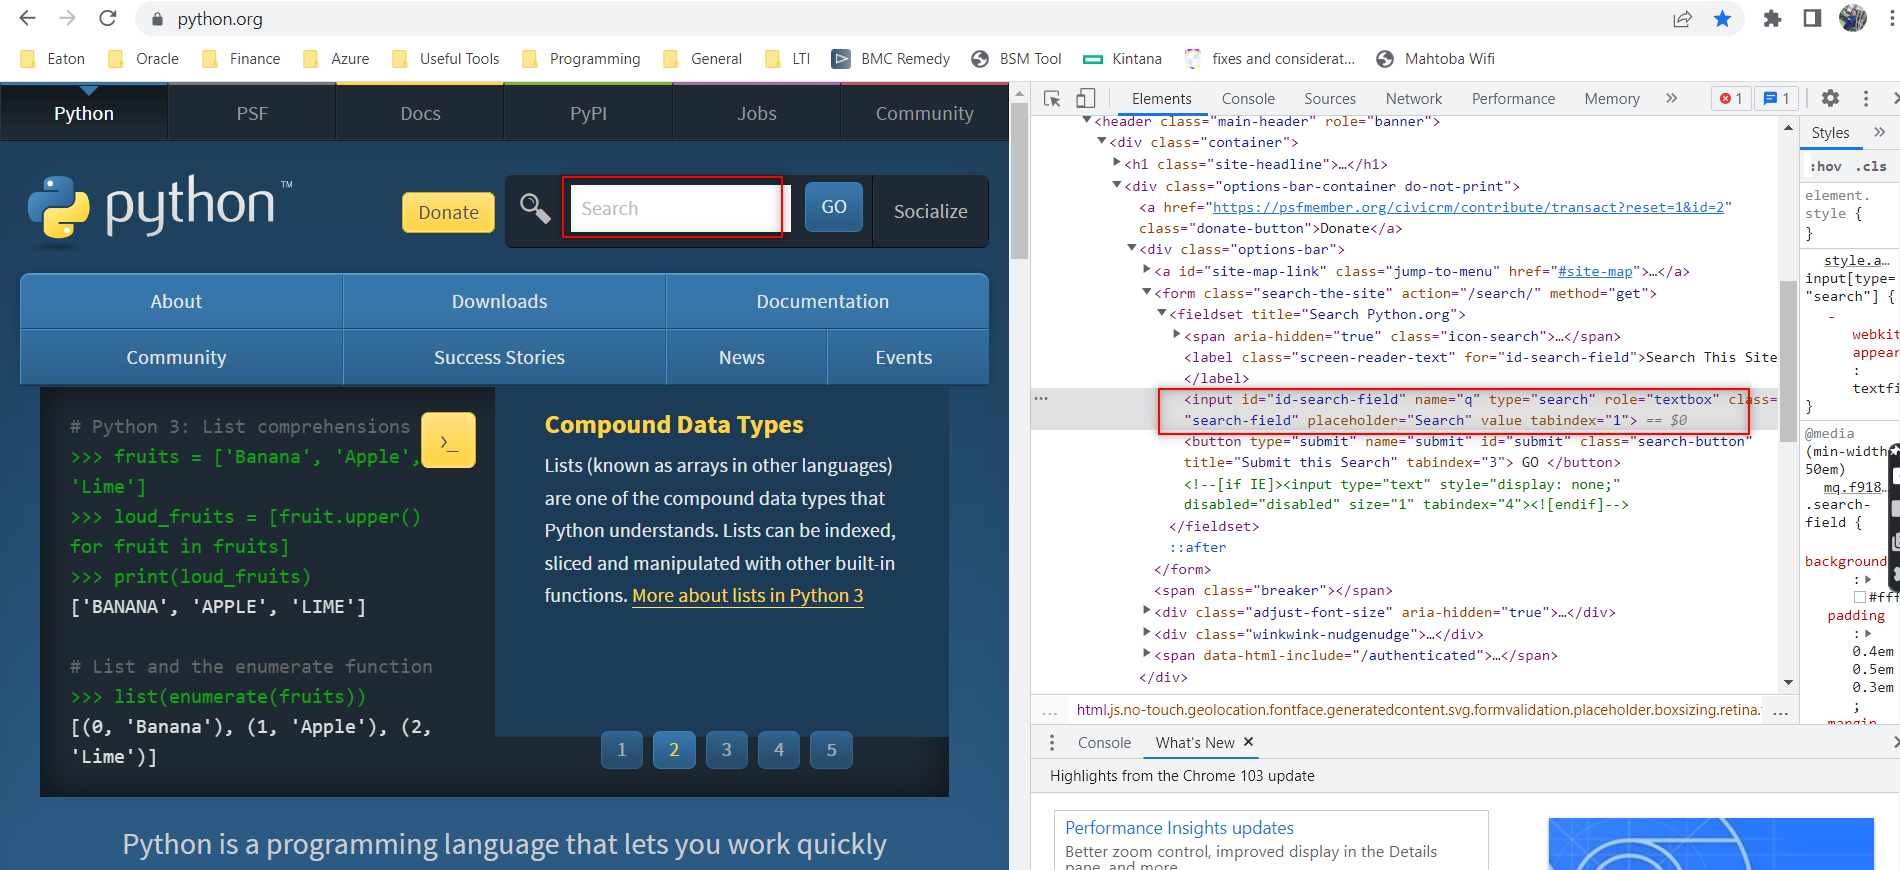 python.org
Eaton Oracle Finance Azure Useful Tools Programming General LTI BMC Remedy BSM Tool Kintana fixes and considerat... Mahtoba Wifi
Python PSF Docs PyPI Jobs Community
python™
Donate
Search
GO
Socialize
About Downloads Documentation
Community Success Stories News Events
# Python 3: List comprehensions
>>> fruits = ['Banana', 'Apple',
'Lime']
>>> loud_fruits = [fruit.upper()
for fruit in fruits]
>>> print(loud_fruits)
['BANANA', 'APPLE', 'LIME']
# List and the enumerate function
>>> list(enumerate(fruits))
[(0, 'Banana'), (1, 'Apple'), (2,
'Lime')]
>_
Compound Data Types
Lists (known as arrays in other languages)
are one of the compound data types that
Python understands. Lists can be indexed,
sliced and manipulated with other built-in
functions. More about lists in Python 3
1 2 3 4 5
Python is a programming language that lets you work quickly
Elements Console Sources Network Performance Memory » 1 1
<header class="main-header" role="banner">
<div class="container">
<h1 class="site-headline">…</h1>
<div class="options-bar-container do-not-print">
<a href="https://psfmember.org/civicrm/contribute/transact?reset=1&id=2"
class="donate-button">Donate</a>
<div class="options-bar">
<a id="site-map-link" class="jump-to-menu" href="#site-map">…</a>
<form class="search-the-site" action="/search/" method="get">
<fieldset title="Search Python.org">
<span aria-hidden="true" class="icon-search">…</span>
<label class="screen-reader-text" for="id-search-field">Search This Site
</label>
... <input id="id-search-field" name="q" type="search" role="textbox" class=
"search-field" placeholder="Search" value tabindex="1"> == $0
<button type="submit" name="submit" id="submit" class="search-button"
title="Submit this Search" tabindex="3"> GO </button>
<!--[if IE]><input type="text" style="display: none;"
disabled="disabled" size="1" tabindex="4"><![endif]-->
</fieldset>
::after
</form>
<span class="breaker"></span>
<div class="adjust-font-size" aria-hidden="true">…</div>
<div class="winkwink-nudgenudge">…</div>
<span data-html-include="/authenticated">…</span>
</div>
... html.js.no-touch.geolocation.fontface.generatedcontent.svg.formvalidation.placeholder.boxsizing.retina. ...
Styles »
:hov .cls
element.
style {
}
style.a…
input[type=
"search"] {
-
webkit
appear
:
textfi
}
@media
(min-width
50em)
mq.f918…
.search-
field {
background
:
#fff
padding
:
0.4em
0.5em
0.3em
;
margin
Console What's New ×
Highlights from the Chrome 103 update
Performance Insights updates
Better zoom control, improved display in the Details
pane, and more.